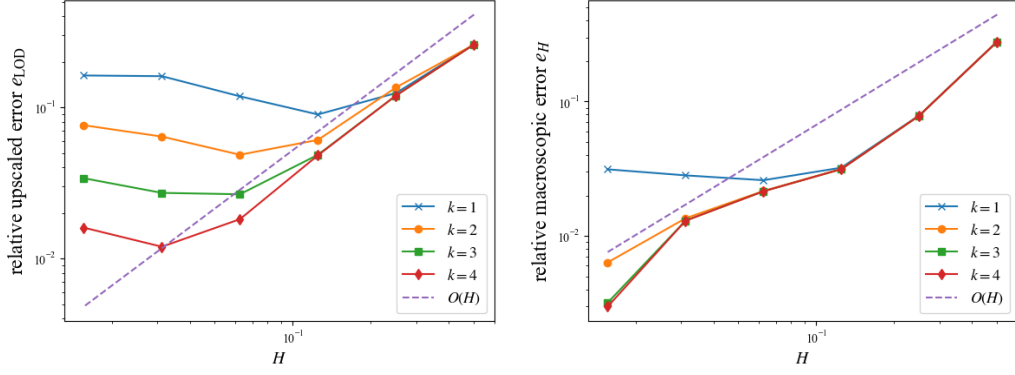 relative upscaled error e_LOD
10⁻¹
10⁻²
10⁻¹
H
k = 1
k = 2
k = 3
k = 4
O(H)
relative macroscopic error e_H
10⁻¹
10⁻²
10⁻¹
H
k = 1
k = 2
k = 3
k = 4
O(H)